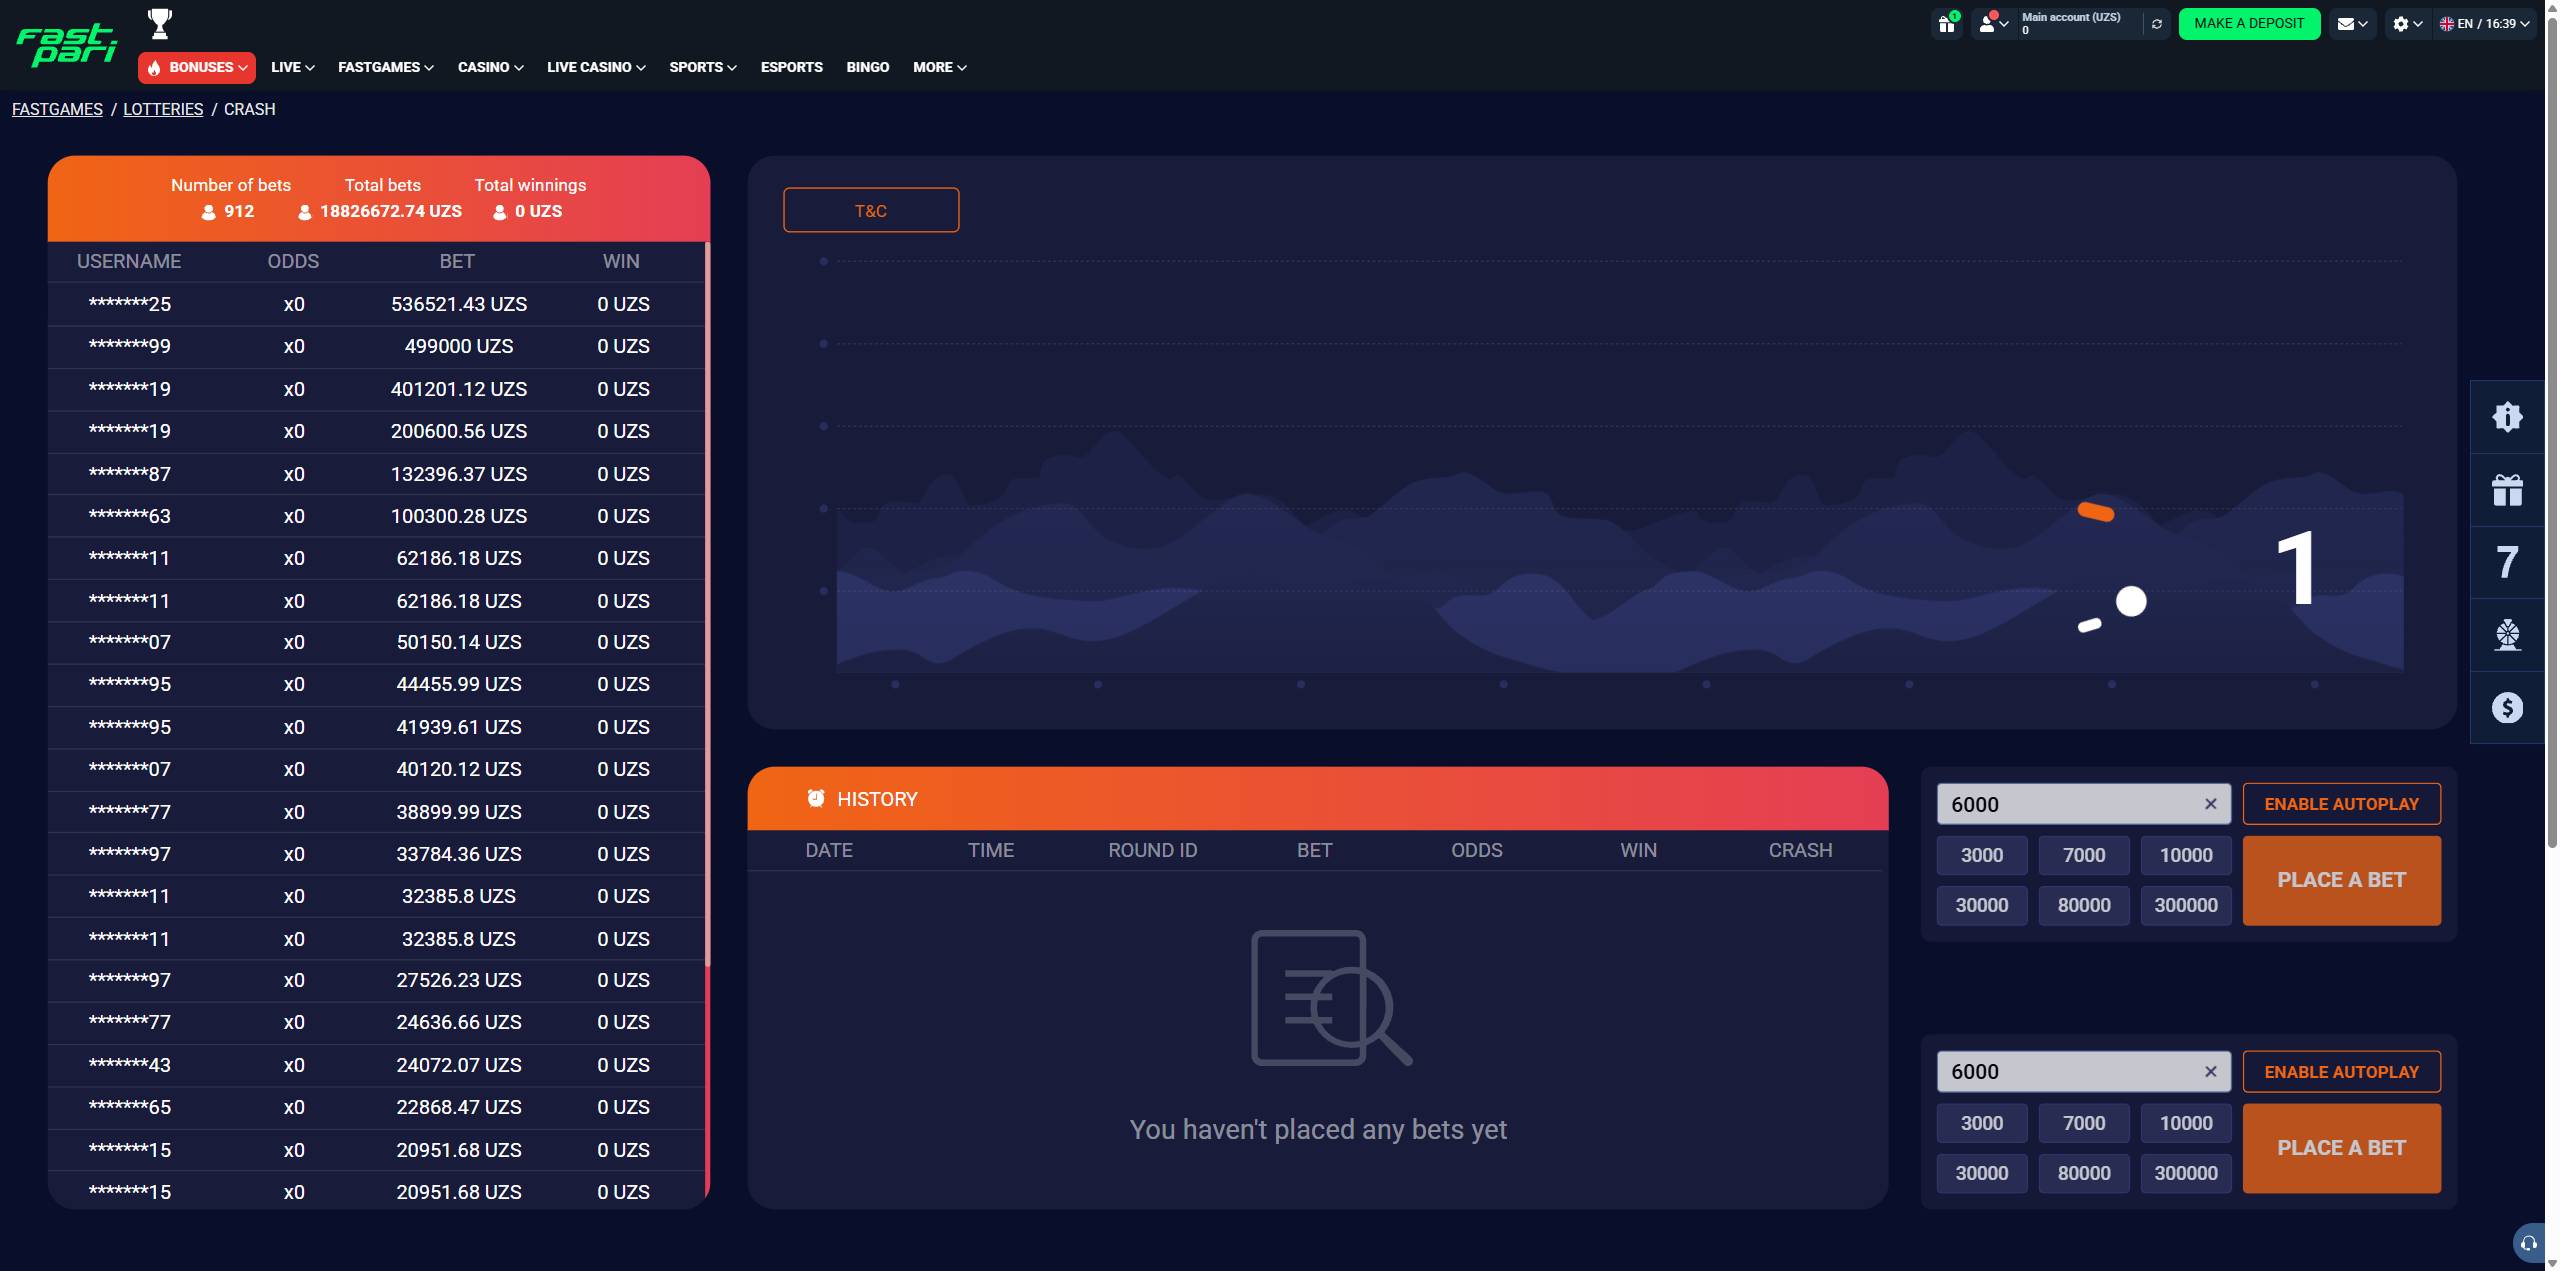 fast pari
1
Main account (UZS)
0
MAKE A DEPOSIT
EN / 16:39
BONUSES LIVE FASTGAMES CASINO LIVE CASINO SPORTS ESPORTS BINGO MORE
FASTGAMES / LOTTERIES / CRASH
Number of bets Total bets Total winnings
912 18826672.74 UZS 0 UZS
USERNAME ODDS BET WIN
*******25 x0 536521.43 UZS 0 UZS
*******99 x0 499000 UZS 0 UZS
*******19 x0 401201.12 UZS 0 UZS
*******19 x0 200600.56 UZS 0 UZS
*******87 x0 132396.37 UZS 0 UZS
*******63 x0 100300.28 UZS 0 UZS
*******11 x0 62186.18 UZS 0 UZS
*******11 x0 62186.18 UZS 0 UZS
*******07 x0 50150.14 UZS 0 UZS
*******95 x0 44455.99 UZS 0 UZS
*******95 x0 41939.61 UZS 0 UZS
*******07 x0 40120.12 UZS 0 UZS
*******77 x0 38899.99 UZS 0 UZS
*******97 x0 33784.36 UZS 0 UZS
*******11 x0 32385.8 UZS 0 UZS
*******11 x0 32385.8 UZS 0 UZS
*******97 x0 27526.23 UZS 0 UZS
*******77 x0 24636.66 UZS 0 UZS
*******43 x0 24072.07 UZS 0 UZS
*******65 x0 22868.47 UZS 0 UZS
*******15 x0 20951.68 UZS 0 UZS
*******15 x0 20951.68 UZS 0 UZS
T&C
1
7
HISTORY
DATE TIME ROUND ID BET ODDS WIN CRASH
You haven't placed any bets yet
6000 ENABLE AUTOPLAY
3000 7000 10000
PLACE A BET
30000 80000 300000
6000 ENABLE AUTOPLAY
3000 7000 10000
PLACE A BET
30000 80000 300000